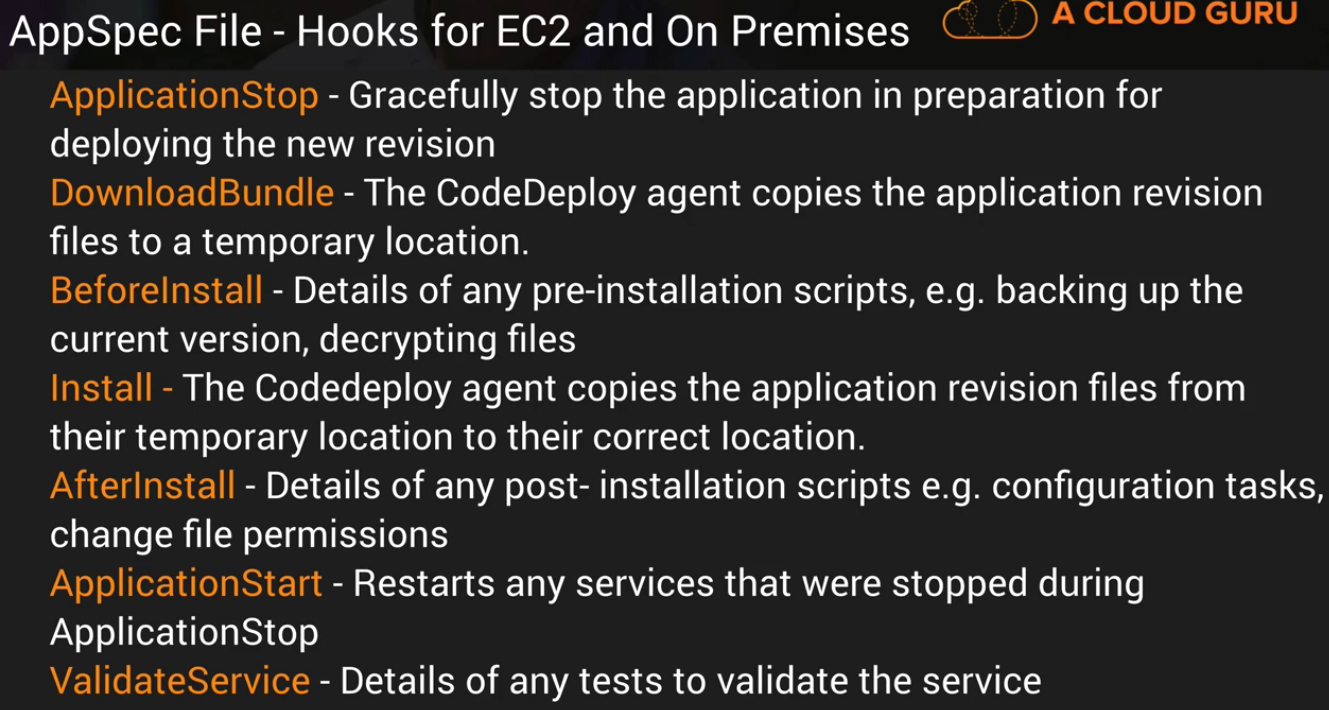 AppSpec File - Hooks for EC2 and On Premises
A CLOUD GURU
ApplicationStop - Gracefully stop the application in preparation for
deploying the new revision
DownloadBundle - The CodeDeploy agent copies the application revision
files to a temporary location.
BeforeInstall - Details of any pre-installation scripts, e.g. backing up the
current version, decrypting files
Install - The Codedeploy agent copies the application revision files from
their temporary location to their correct location.
AfterInstall - Details of any post- installation scripts e.g. configuration tasks,
change file permissions
ApplicationStart - Restarts any services that were stopped during
ApplicationStop
ValidateService - Details of any tests to validate the service